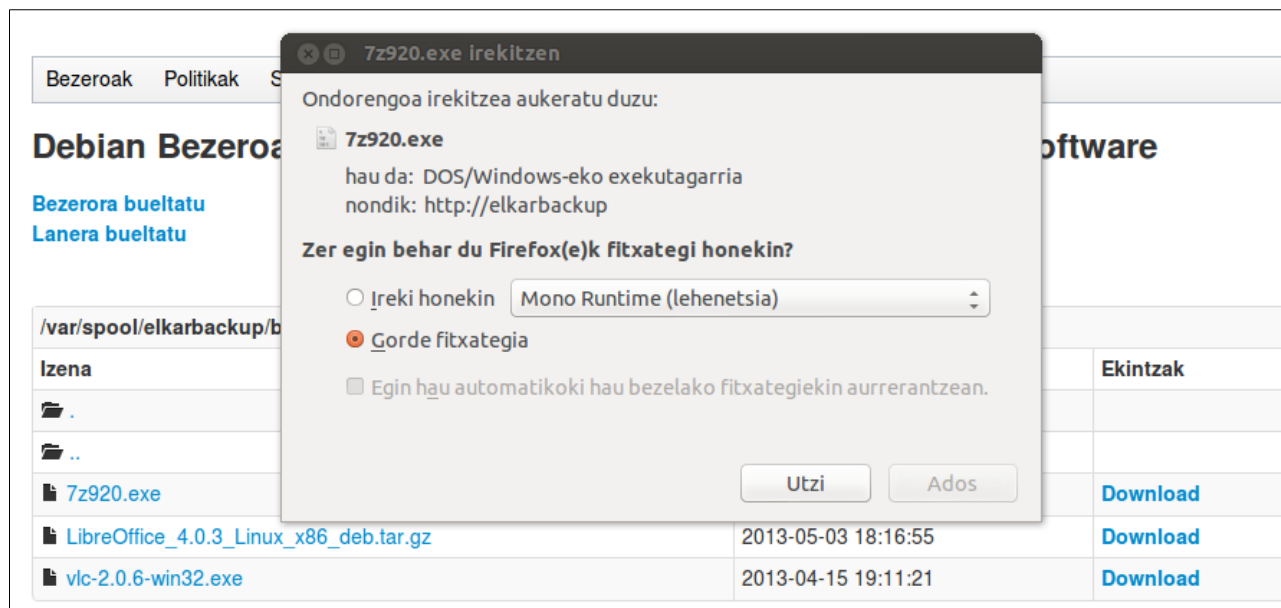 7z920.exe irekitzen
Bezeroak Politikak
Ondorengoa irekitzea aukeratu duzu:
7z920.exe
hau da: DOS/Windows-eko exekutagarria
nondik: http://elkarbackup
Zer egin behar du Firefox(e)k fitxategi honekin?
Ireki honekin Mono Runtime (lehenetsia)
Gorde fitxategia
Egin hau automatikoki hau bezelako fitxategiekin aurrerantzean.
Utzi Ados
Debian
Bezerora bueltatu
Lanera bueltatu
/var/spool/elkarbackup/b
Izena Ekintzak
.
..
7z920.exe Download
LibreOffice_4.0.3_Linux_x86_deb.tar.gz 2013-05-03 18:16:55 Download
vlc-2.0.6-win32.exe 2013-04-15 19:11:21 Download